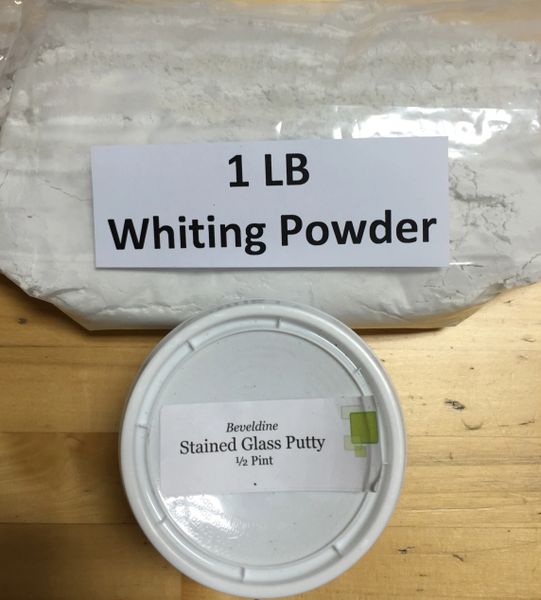 1 LB
Whiting Powder
Beveldine
Stained Glass Putty
½ Pint